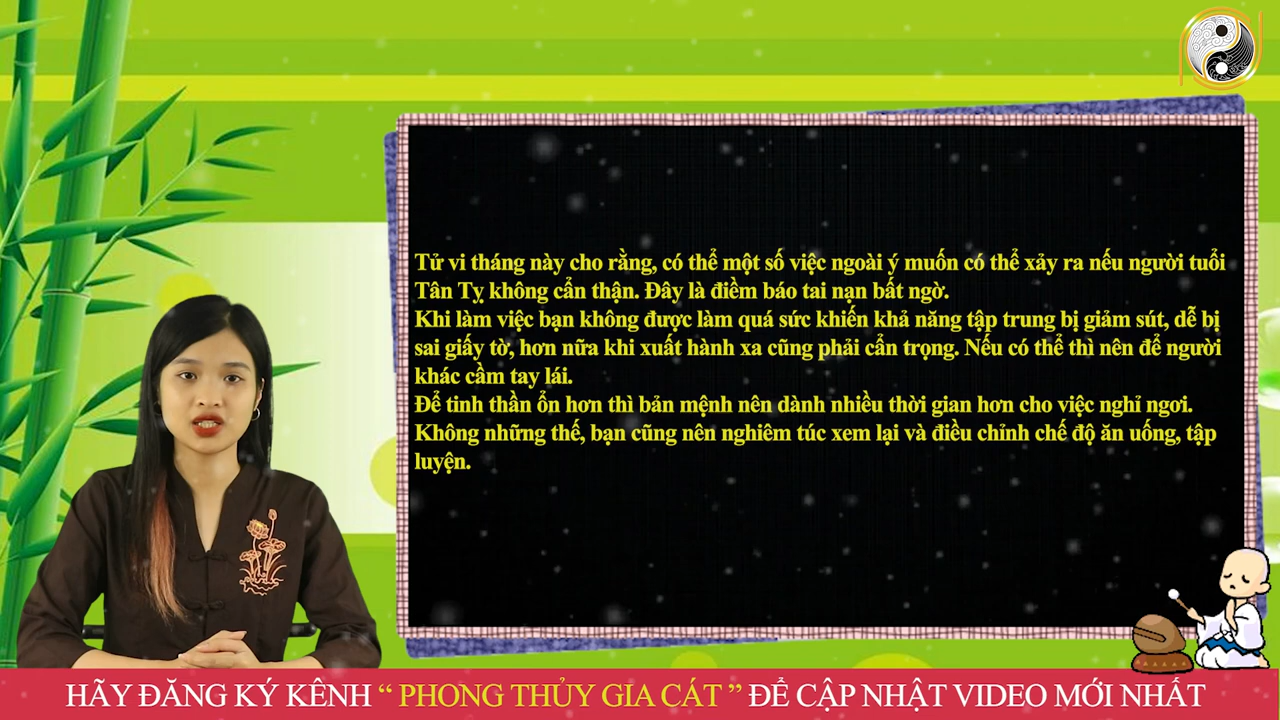 Tử vi tháng này cho rằng, có thể một số việc ngoài ý muốn có thể xảy ra nếu người tuổi
Tân Tỵ không cẩn thận. Đây là điềm báo tai nạn bất ngờ.
Khi làm việc bạn không được làm quá sức khiến khả năng tập trung bị giảm sút, dễ bị
sai giấy tờ, hơn nữa khi xuất hành xa cũng phải cẩn trọng. Nếu có thể thì nên để người
khác cầm tay lái.
Để tinh thần ổn hơn thì bản mệnh nên dành nhiều thời gian hơn cho việc nghỉ ngơi.
Không những thế, bạn cũng nên nghiêm túc xem lại và điều chỉnh chế độ ăn uống, tập
luyện.
HÃY ĐĂNG KÝ KÊNH “ PHONG THỦY GIA CÁT ” ĐỂ CẬP NHẬT VIDEO MỚI NHẤT